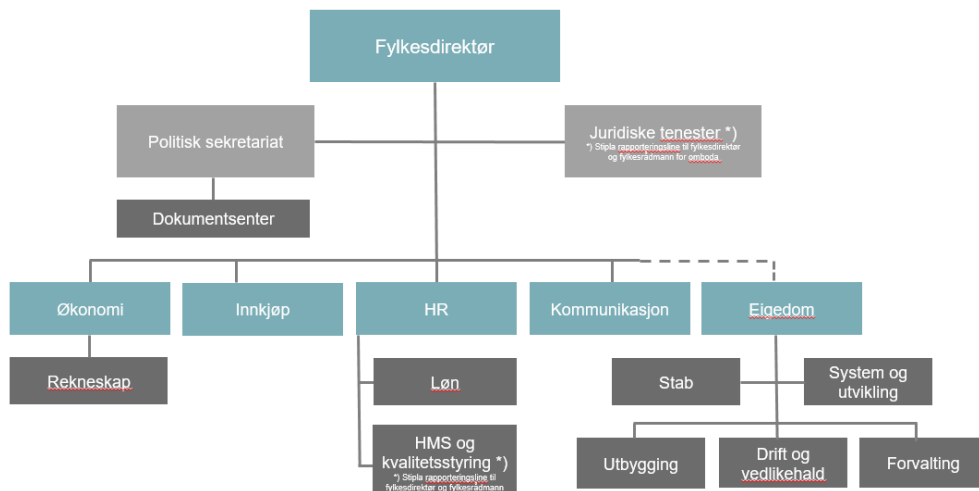 Fylkesdirektør
Politisk sekretariat
Juridiske tenester *)
*) Stipla rapporteringsline til fylkesdirektør
og fylkesrådmann for omboda.
Dokumentsenter
Økonomi
Innkjøp
HR
Kommunikasjon
Eigedom
Rekneskap
Løn
Stab
System og
utvikling
HMS og
kvalitetsstyring *)
*) Stipla rapporteringsline til
fylkesdirektør og fylkesrådmann
Utbygging
Drift og
vedlikehald
Forvalting